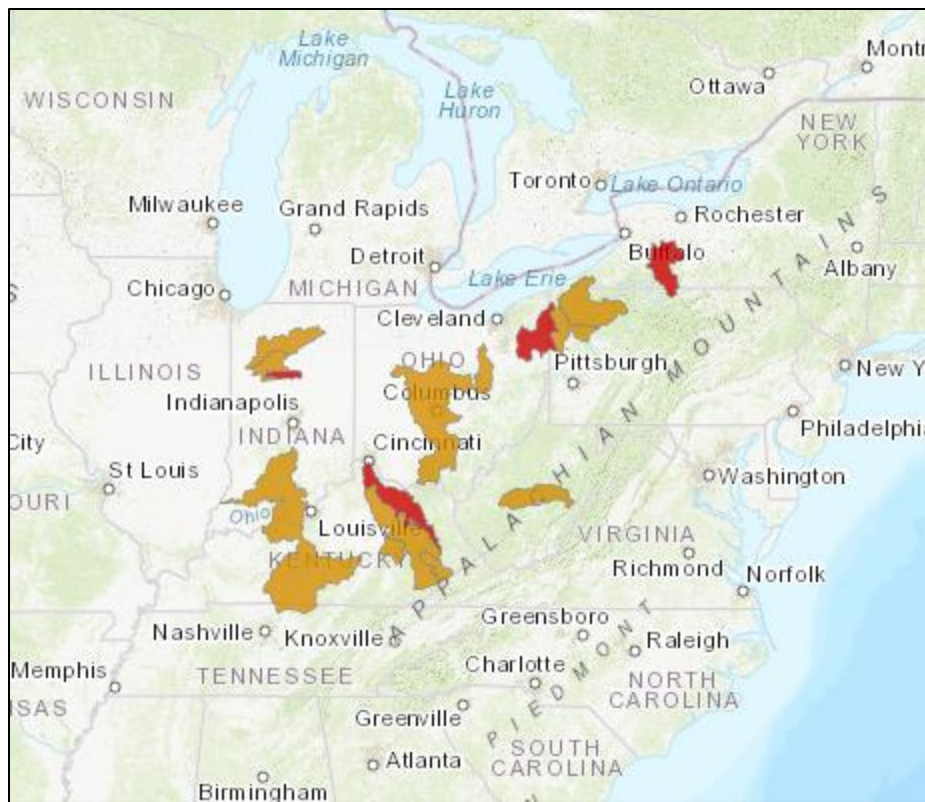 Lake
Michigan
Lake
Huron
Montr
Ottawa
WISCONSIN
NEW
YORK
Toronto
Lake Ontario
Milwaukee
Grand Rapids
Rochester
Detroit
Buffalo
Albany
Lake Erie
Chicago
MICHIGAN
Cleveland
OHIO
Pittsburgh
New Y
ILLINOIS
Columbus
Indianapolis
Philadelphia
INDIANA
Cincinnati
City
St Louis
Washington
OURI
Ohio
Louisville
VIRGINIA
KENTUCKY
Richmond
Norfolk
APPALACHIAN MOUNTAINS
Greensboro
Nashville
Knoxville
Raleigh
Memphis
TENNESSEE
Charlotte
NORTH
CAROLINA
SAS
Greenville
PIEDMONT
SOUTH
CAROLINA
Atlanta
Birmingham